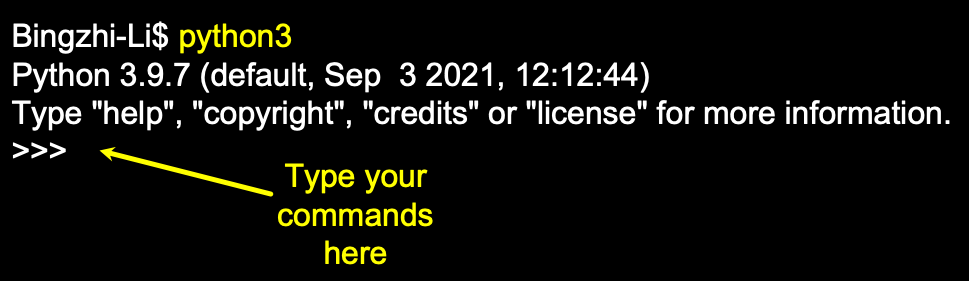 Bingzhi-Li$ python3
Python 3.9.7 (default, Sep  3 2021, 12:12:44)
Type "help", "copyright", "credits" or "license" for more information.
>>>
Type your
commands
here